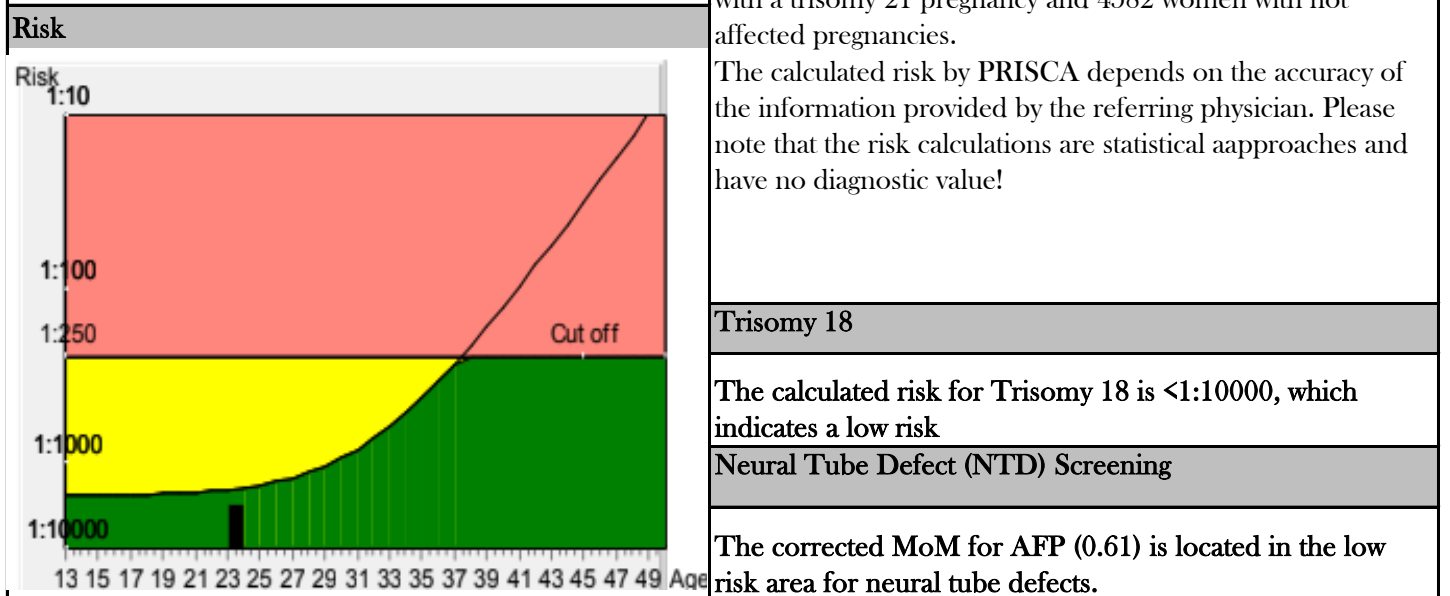 Risk
Risk
1:10
1:100
1:250
Cut off
1:1000
1:10000
13 15 17 19 21 23 25 27 29 31 33 35 37 39 41 43 45 47 49 Age
with a trisomy 21 pregnancy and 4582 women with not
affected pregnancies.
The calculated risk by PRISCA depends on the accuracy of
the information provided by the referring physician. Please
note that the risk calculations are statistical aapproaches and
have no diagnostic value!
Trisomy 18
The calculated risk for Trisomy 18 is <1:10000, which
indicates a low risk
Neural Tube Defect (NTD) Screening
The corrected MoM for AFP (0.61) is located in the low
risk area for neural tube defects.